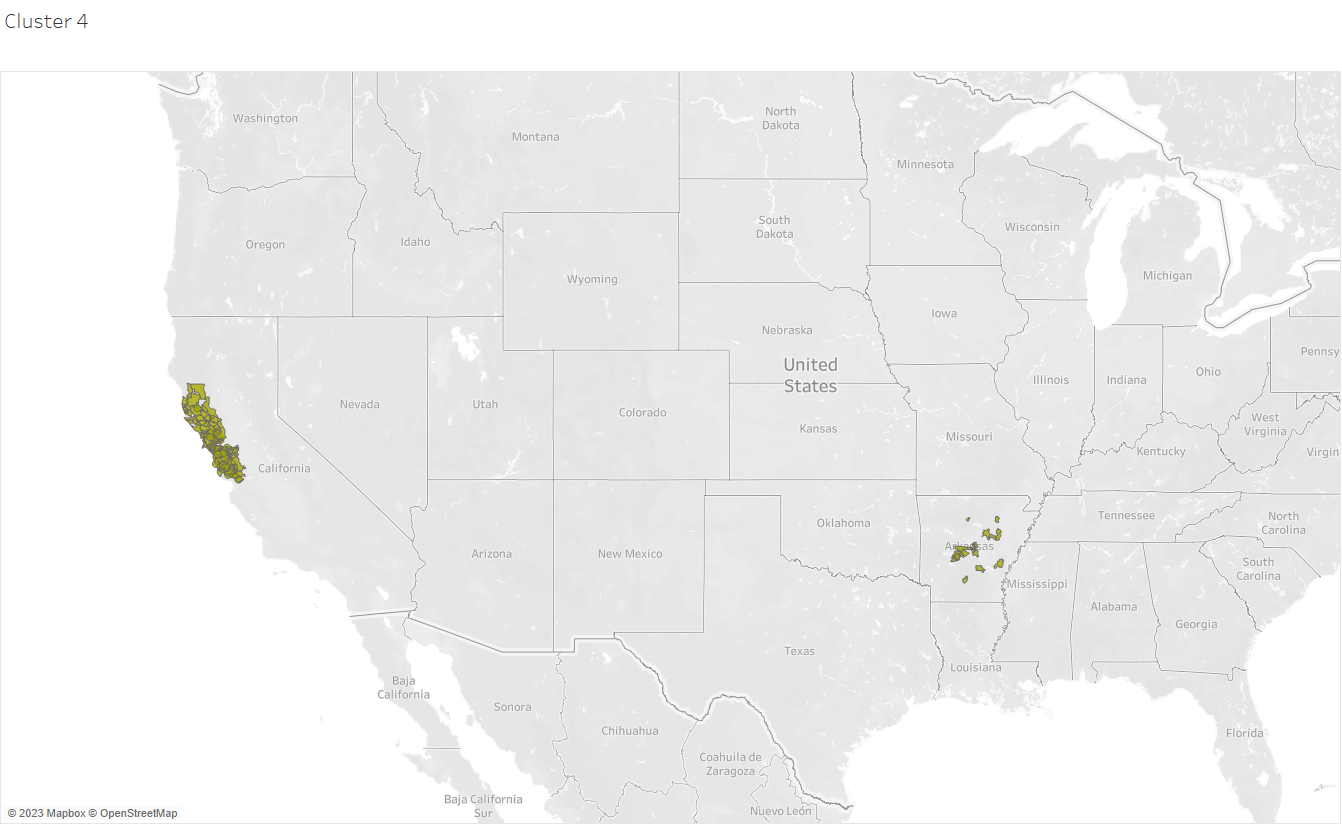 Cluster 4
Washington
Montana
North
Dakota
Minnesota
Oregon
Idaho
South
Dakota
Wisconsin
Wyoming
Michigan
Iowa
Nebraska
United
States
Pennsy
Ohio
Illinois
Indiana
Nevada
Utah
Colorado
Kansas
West
Virginia
Missouri
Kentucky
Virgin
California
Oklahoma
Tennessee
North
Carolina
Arizona
New Mexico
Arkansas
South
Carolina
Mississippi
Alabama
Georgia
Texas
Louisiana
Baja
California
Sonora
Chihuahua
Florida
Coahuila de
Zaragoza
Baja California
Sur
Nuevo León
© 2023 Mapbox © OpenStreetMap